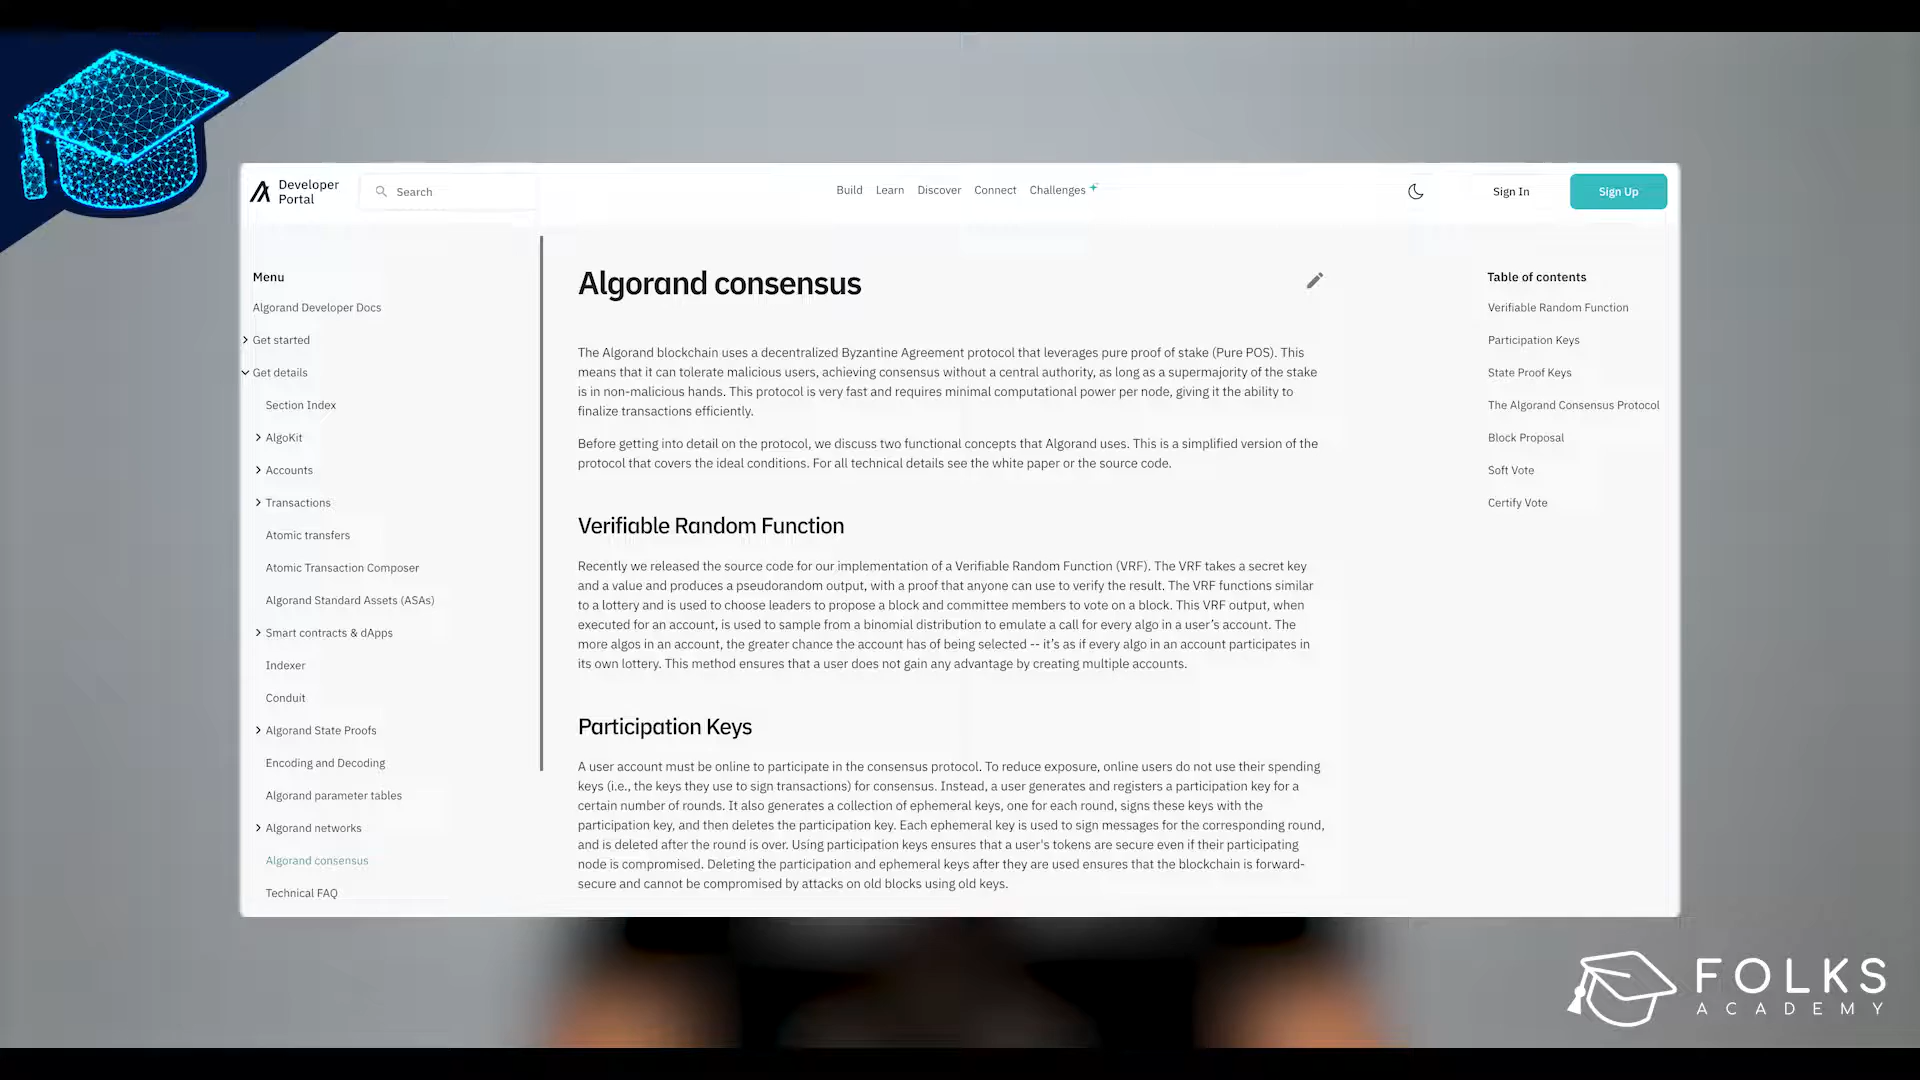 Developer
Portal
Search
Build Learn Discover Connect Challenges
Sign In
Sign Up
Menu
Algorand Developer Docs
Get started
Get details
Section Index
AlgoKit
Accounts
Transactions
Atomic transfers
Atomic Transaction Composer
Algorand Standard Assets (ASAs)
Smart contracts & dApps
Indexer
Conduit
Algorand State Proofs
Encoding and Decoding
Algorand parameter tables
Algorand networks
Algorand consensus
Technical FAQ
Algorand consensus
The Algorand blockchain uses a decentralized Byzantine Agreement protocol that leverages pure proof of stake (Pure POS). This
means that it can tolerate malicious users, achieving consensus without a central authority, as long as a supermajority of the stake
is in non-malicious hands. This protocol is very fast and requires minimal computational power per node, giving it the ability to
finalize transactions efficiently.
Before getting into detail on the protocol, we discuss two functional concepts that Algorand uses. This is a simplified version of the
protocol that covers the ideal conditions. For all technical details see the white paper or the source code.
Verifiable Random Function
Recently we released the source code for our implementation of a Verifiable Random Function (VRF). The VRF takes a secret key
and a value and produces a pseudorandom output, with a proof that anyone can use to verify the result. The VRF functions similar
to a lottery and is used to choose leaders to propose a block and committee members to vote on a block. This VRF output, when
executed for an account, is used to sample from a binomial distribution to emulate a call for every algo in a user's account. The
more algos in an account, the greater chance the account has of being selected -- it's as if every algo in an account participates in
its own lottery. This method ensures that a user does not gain any advantage by creating multiple accounts.
Participation Keys
A user account must be online to participate in the consensus protocol. To reduce exposure, online users do not use their spending
keys (i.e., the keys they use to sign transactions) for consensus. Instead, a user generates and registers a participation key for a
certain number of rounds. It also generates a collection of ephemeral keys, one for each round, signs these keys with the
participation key, and then deletes the participation key. Each ephemeral key is used to sign messages for the corresponding round,
and is deleted after the round is over. Using participation keys ensures that a user's tokens are secure even if their participating
node is compromised. Deleting the participation and ephemeral keys after they are used ensures that the blockchain is forward-
secure and cannot be compromised by attacks on old blocks using old keys.
Table of contents
Verifiable Random Function
Participation Keys
State Proof Keys
The Algorand Consensus Protocol
Block Proposal
Soft Vote
Certify Vote
FOLKS
ACADEMY